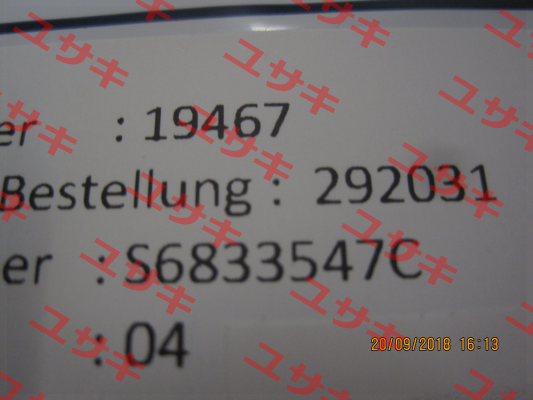 er : 19467
Bestellung : 292031
er : S6833547C
: 04
20/09/2018 16:13
ユサキ